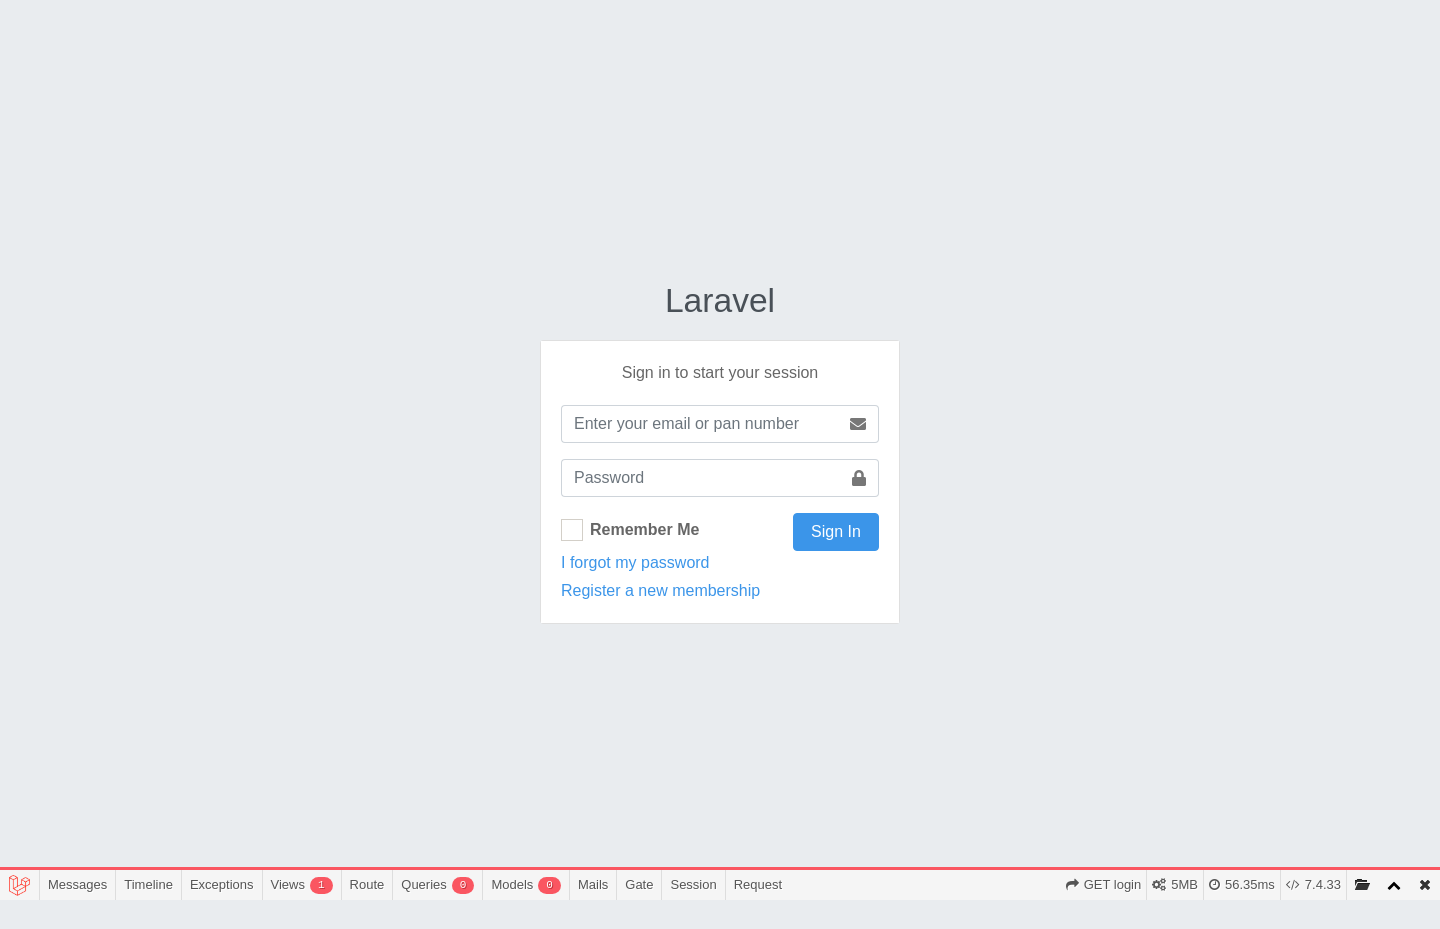 Laravel
Sign in to start your session
Enter your email or pan number
Password
Remember Me
Sign In
I forgot my password
Register a new membership
Messages Timeline Exceptions Views 1 Route Queries 0 Models 0 Mails Gate Session Request GET login 5MB 56.35ms 7.4.33